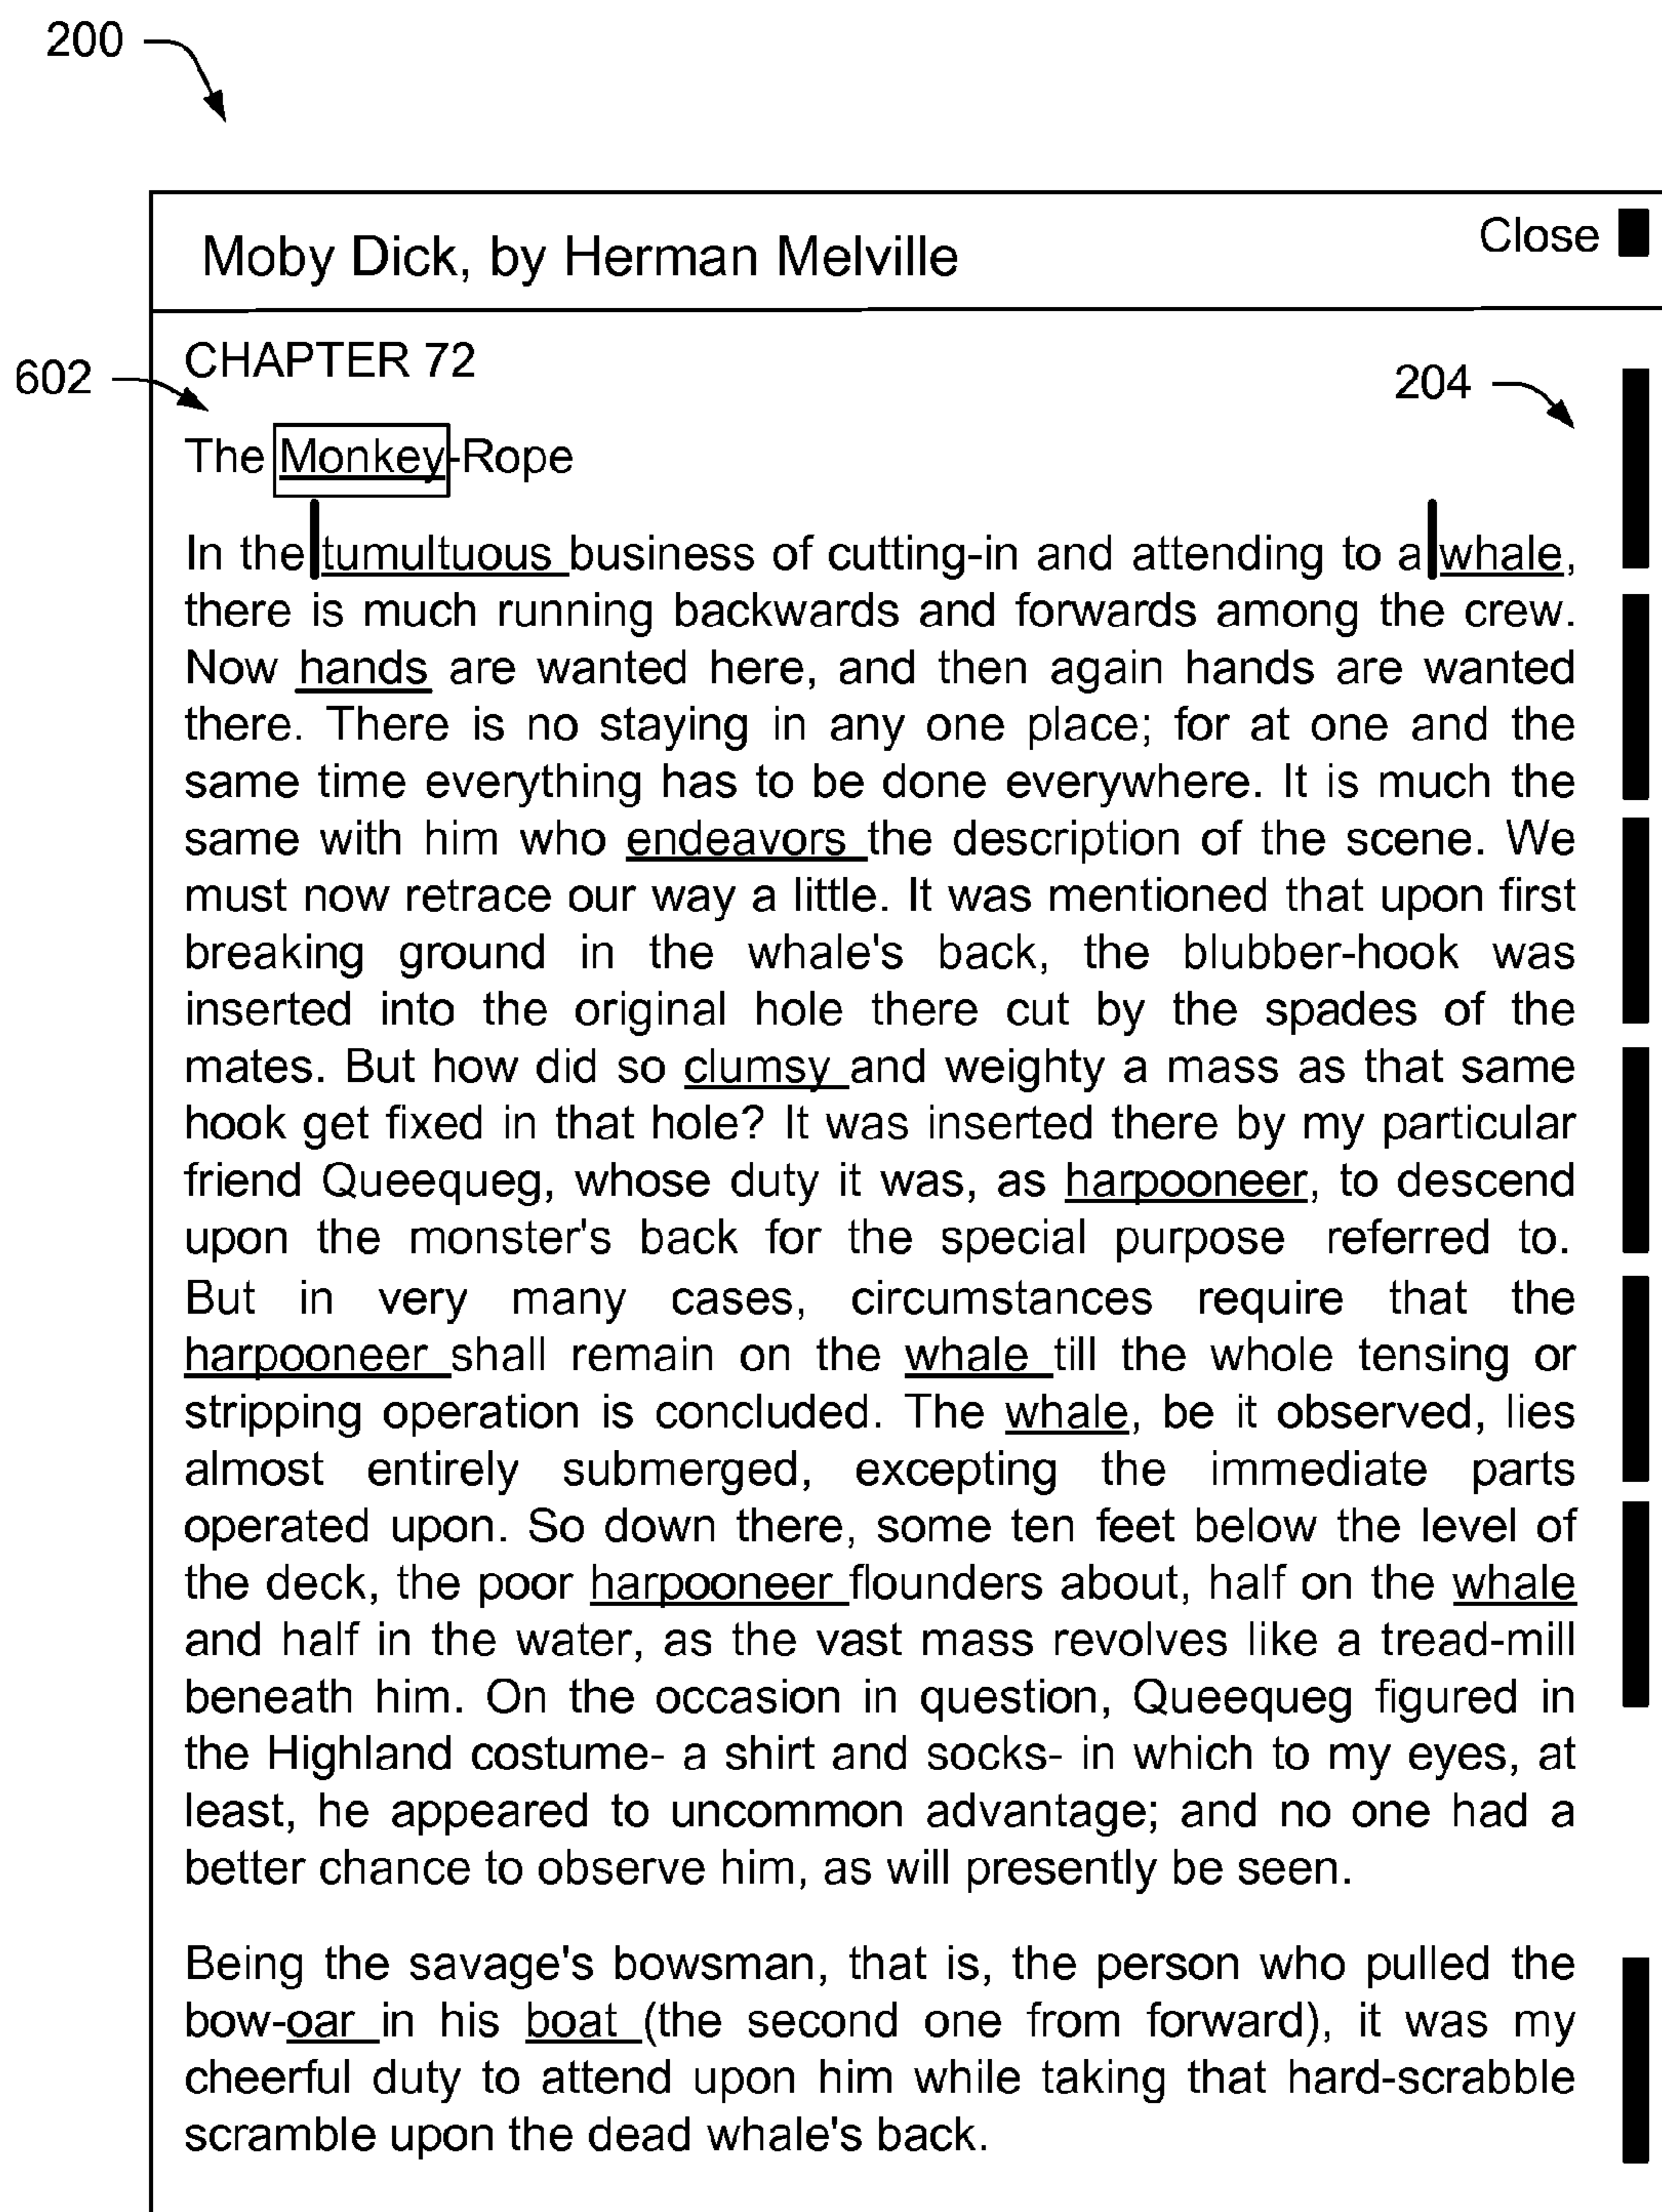 200
Moby Dick, by Herman Melville
Close
CHAPTER 72
602
204
The Monkey-Rope
In the tumultuous business of cutting-in and attending to a whale,
there is much running backwards and forwards among the crew.
Now hands are wanted here, and then again hands are wanted
there. There is no staying in any one place; for at one and the
same time everything has to be done everywhere. It is much the
same with him who endeavors the description of the scene. We
must now retrace our way a little. It was mentioned that upon first
breaking ground in the whale's back, the blubber-hook was
inserted into the original hole there cut by the spades of the
mates. But how did so clumsy and weighty a mass as that same
hook get fixed in that hole? It was inserted there by my particular
friend Queequeg, whose duty it was, as harpooneer, to descend
upon the monster's back for the special purpose referred to.
But in very many cases, circumstances require that the
harpooneer shall remain on the whale till the whole tensing or
stripping operation is concluded. The whale, be it observed, lies
almost entirely submerged, excepting the immediate parts
operated upon. So down there, some ten feet below the level of
the deck, the poor harpooneer flounders about, half on the whale
and half in the water, as the vast mass revolves like a tread-mill
beneath him. On the occasion in question, Queequeg figured in
the Highland costume- a shirt and socks- in which to my eyes, at
least, he appeared to uncommon advantage; and no one had a
better chance to observe him, as will presently be seen.
Being the savage's bowsman, that is, the person who pulled the
bow-oar in his boat (the second one from forward), it was my
cheerful duty to attend upon him while taking that hard-scrabble
scramble upon the dead whale's back.